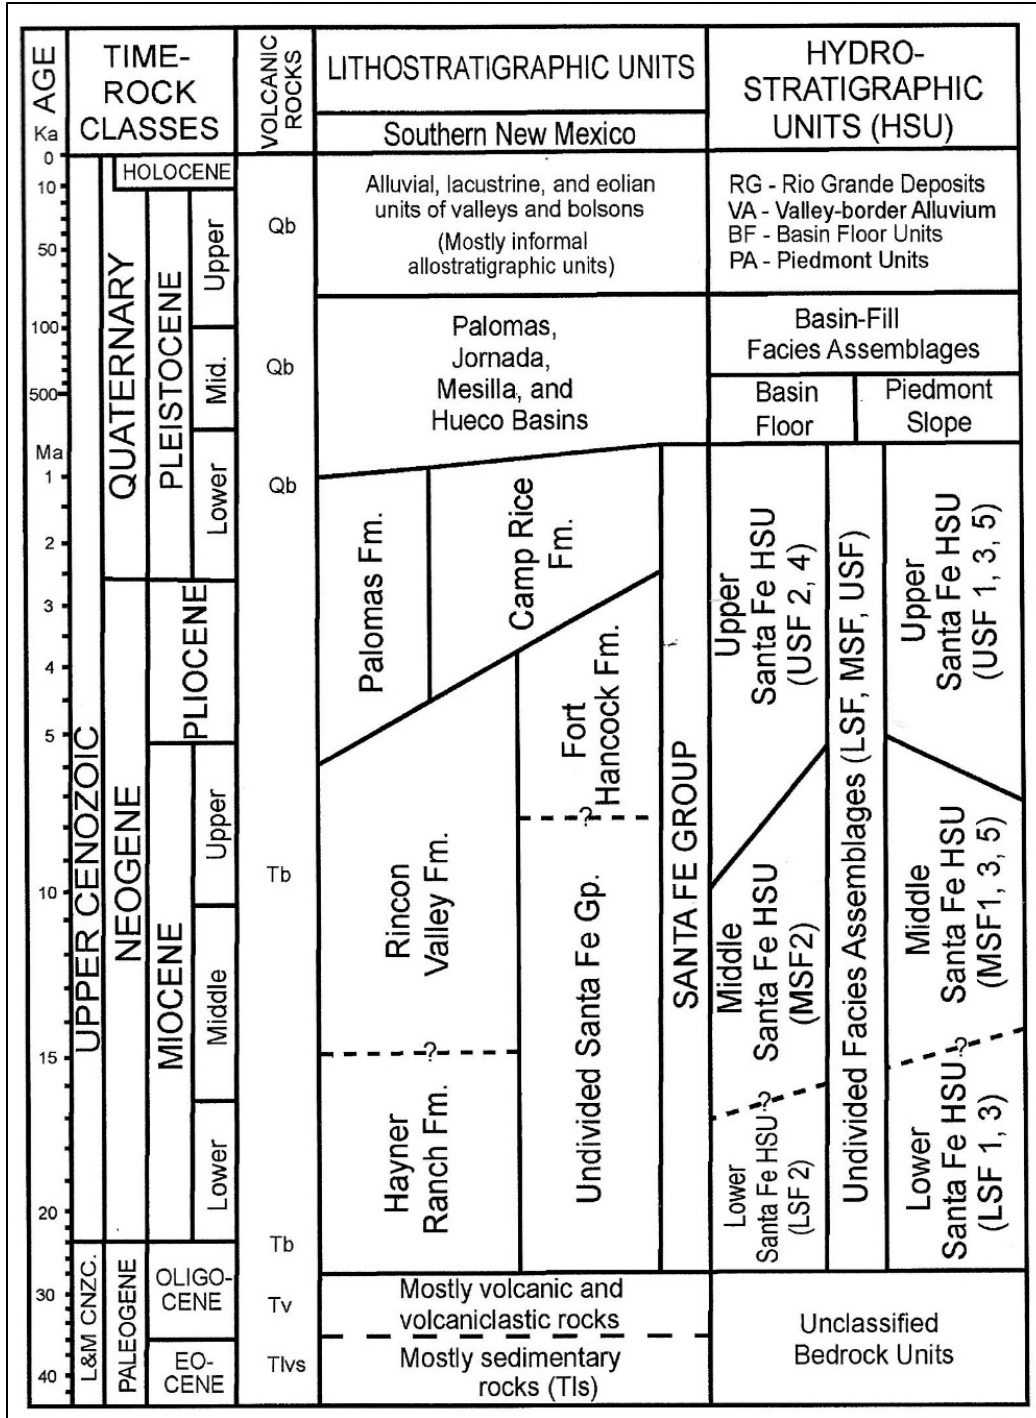 AGE
Ka
TIME-
ROCK
CLASSES
VOLCANIC
ROCKS
LITHOSTRATIGRAPHIC UNITS
Southern New Mexico
HYDRO-
STRATIGRAPHIC
UNITS (HSU)
0
10
50
100
500
Ma
1
2
3
4
5
10
15
20
30
40
UPPER CENOZOIC
L&M CNZC.
QUATERNARY
NEOGENE
PALEOGENE
HOLOCENE
PLEISTOCENE
Upper
Mid.
Lower
PLIOCENE
MIOCENE
Upper
Middle
Lower
OLIGO-
CENE
EO-
CENE
Qb
Qb
Qb
Tb
Tb
Tv
Tlvs
Alluvial, lacustrine, and eolian
units of valleys and bolsons
(Mostly informal
allostratigraphic units)
Palomas,
Jornada,
Mesilla, and
Hueco Basins
Palomas Fm.
Camp Rice
Fm.
Fort
Hancock Fm.
?
Rincon
Valley Fm.
?
Hayner
Ranch Fm.
Undivided Santa Fe Gp.
SANTA FE GROUP
Mostly volcanic and
volcaniclastic rocks
Mostly sedimentary
rocks (Tls)
RG - Rio Grande Deposits
VA - Valley-border Alluvium
BF - Basin Floor Units
PA - Piedmont Units
Basin-Fill
Facies Assemblages
Basin
Floor
Piedmont
Slope
Upper
Santa Fe HSU
(USF 2, 4)
Middle
Santa Fe HSU
(MSF2)
?
Lower
Santa Fe HSU
(LSF 2)
Undivided Facies Assemblages (LSF, MSF, USF)
Upper
Santa Fe HSU
(USF 1, 3, 5)
Middle
Santa Fe HSU
(MSF1, 3, 5)
?
Lower
Santa Fe HSU
(LSF 1, 3)
Unclassified
Bedrock Units